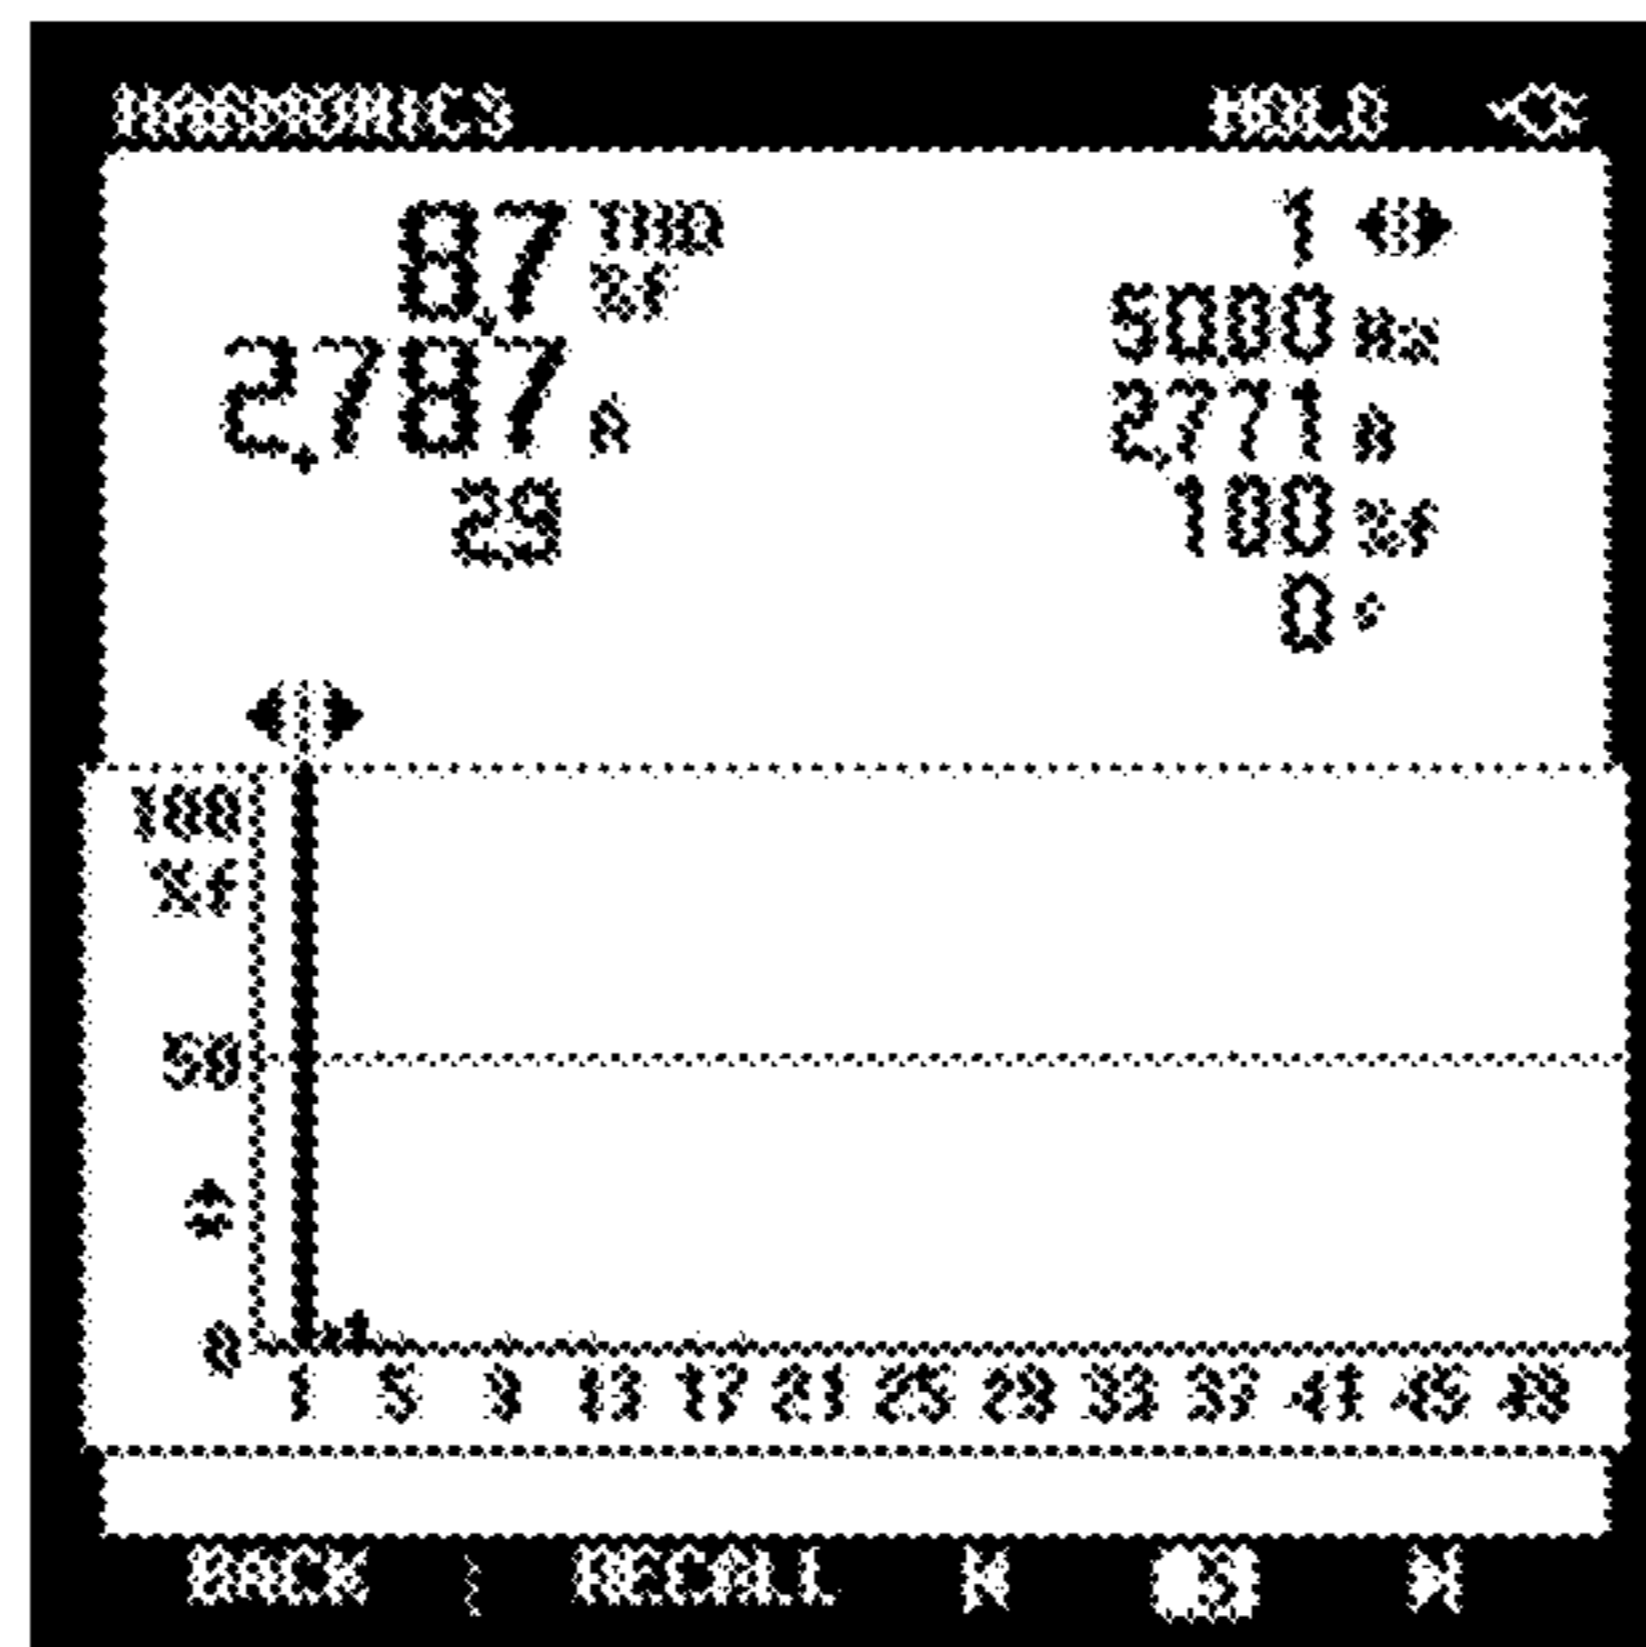 HARMONICS HOLD
8.7 THD %f
2.787 A
29
1
50.00 Hz
2.771 A
100 %f
0 °
100
%f
50
0
1 5 9 13 17 21 25 29 33 37 41 45 49
BACK RECALL 5